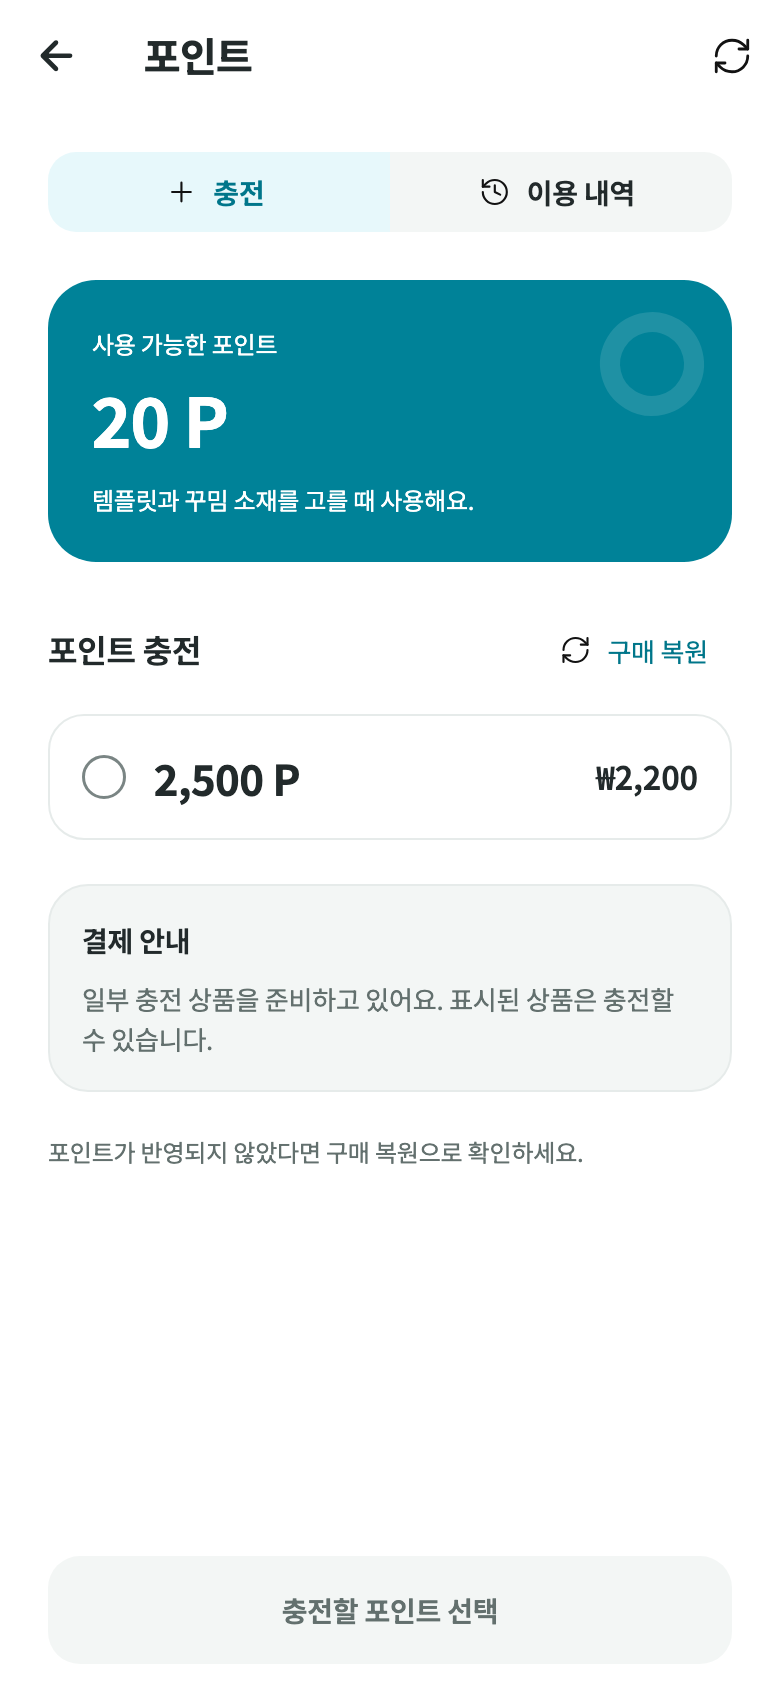 포인트
충전
이용 내역
사용 가능한 포인트
20 P
템플릿과 꾸밈 소재를 고를 때 사용해요.
포인트 충전
구매 복원
2,500 P
₩2,200
결제 안내
일부 충전 상품을 준비하고 있어요. 표시된 상품은 충전할
수 있습니다.
포인트가 반영되지 않았다면 구매 복원으로 확인하세요.
충전할 포인트 선택